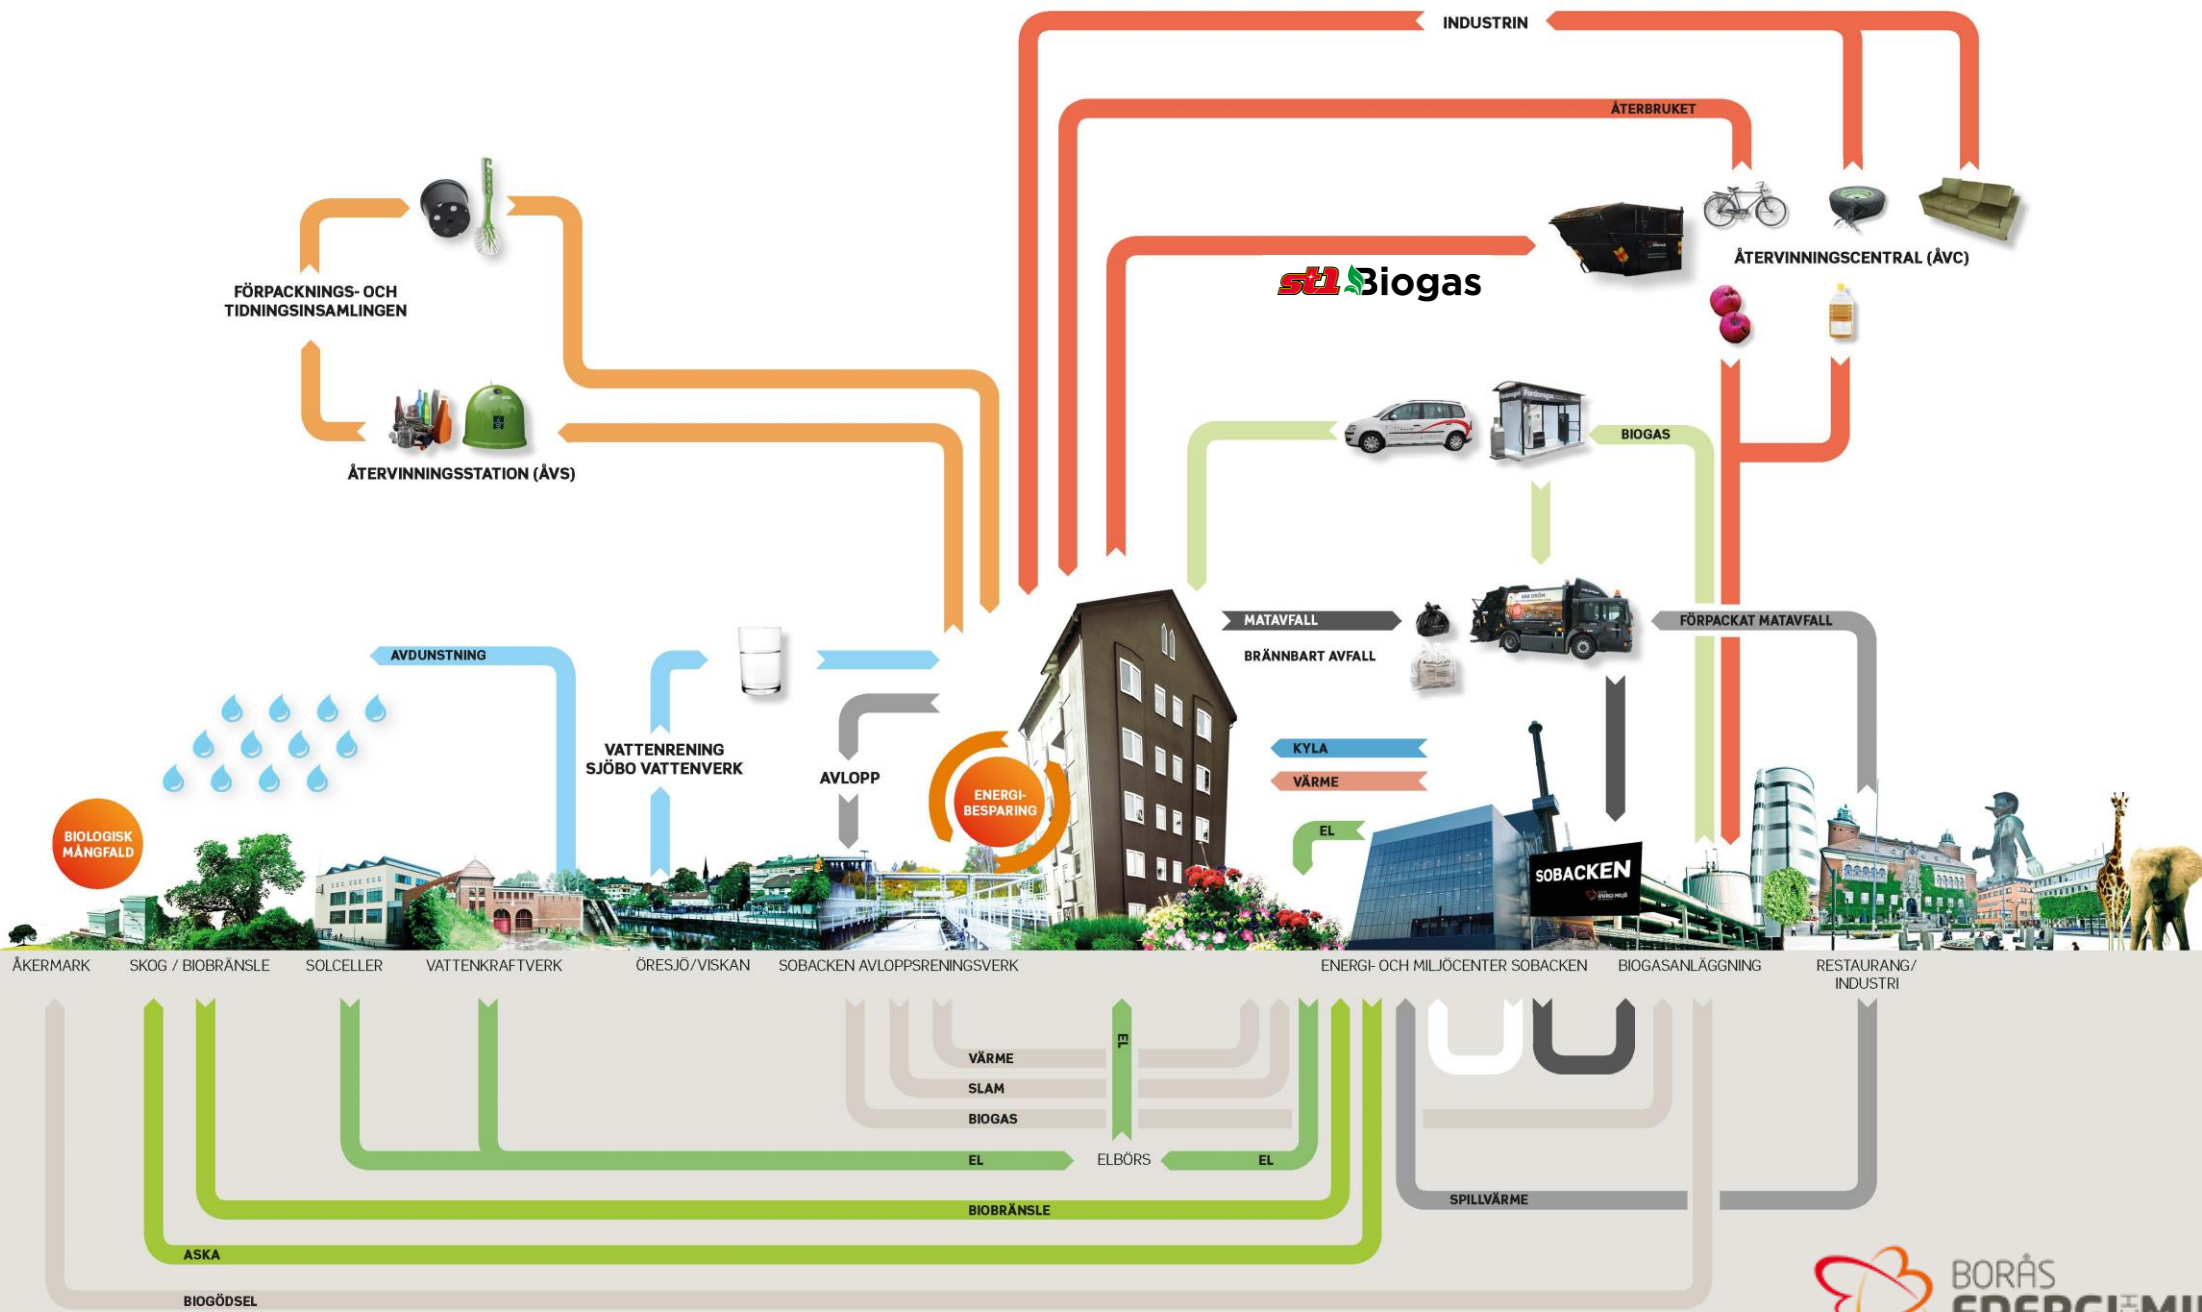 INDUSTRIN
ÅTERBRUKET
ÅTERVINNINGSCENTRAL (ÅVC)
st1 Biogas
FÖRPACKNINGS- OCH
TIDNINGSINSAMLINGEN
Fordonsgas
BIOGAS
ÅTERVINNINGSSTATION (ÅVS)
MATAVFALL
FÖRPACKAT MATAVFALL
BRÄNNBART AVFALL
AVDUNSTNING
VATTENRENING
SJÖBO VATTENVERK
AVLOPP
KYLA
VÄRME
EL
ENERGI-
BESPARING
BIOLOGISK
MÅNGFALD
SOBACKEN
ÅKERMARK
SKOG / BIOBRÄNSLE
SOLCELLER
VATTENKRAFTVERK
ÖRESJÖ/VISKAN
SOBACKEN AVLOPPSRENINGSVERK
ENERGI- OCH MILJÖCENTER SOBACKEN
BIOGASANLÄGGNING
RESTAURANG/
INDUSTRI
EL
VÄRME
SLAM
BIOGAS
EL
ELBÖRS
EL
BIOBRÄNSLE
SPILLVÄRME
ASKA
BIOGÖDSEL
BORÅS